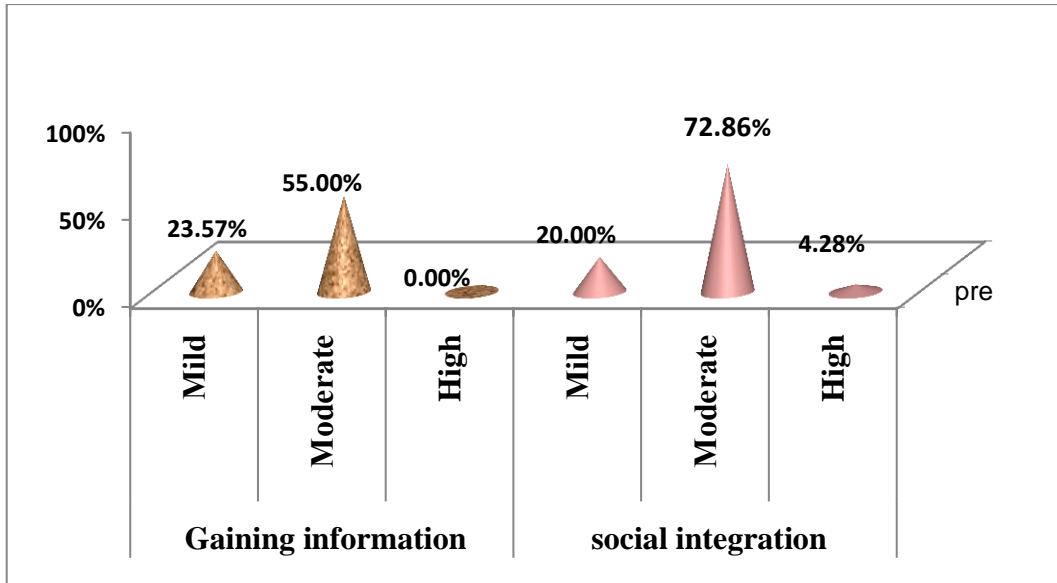 72.86%
100%
55.00%
23.57%
50%
20.00%
4.28%
0.00%
0%
pre
Mild
Moderate
High
Mild
Moderate
High
Gaining information
social integration